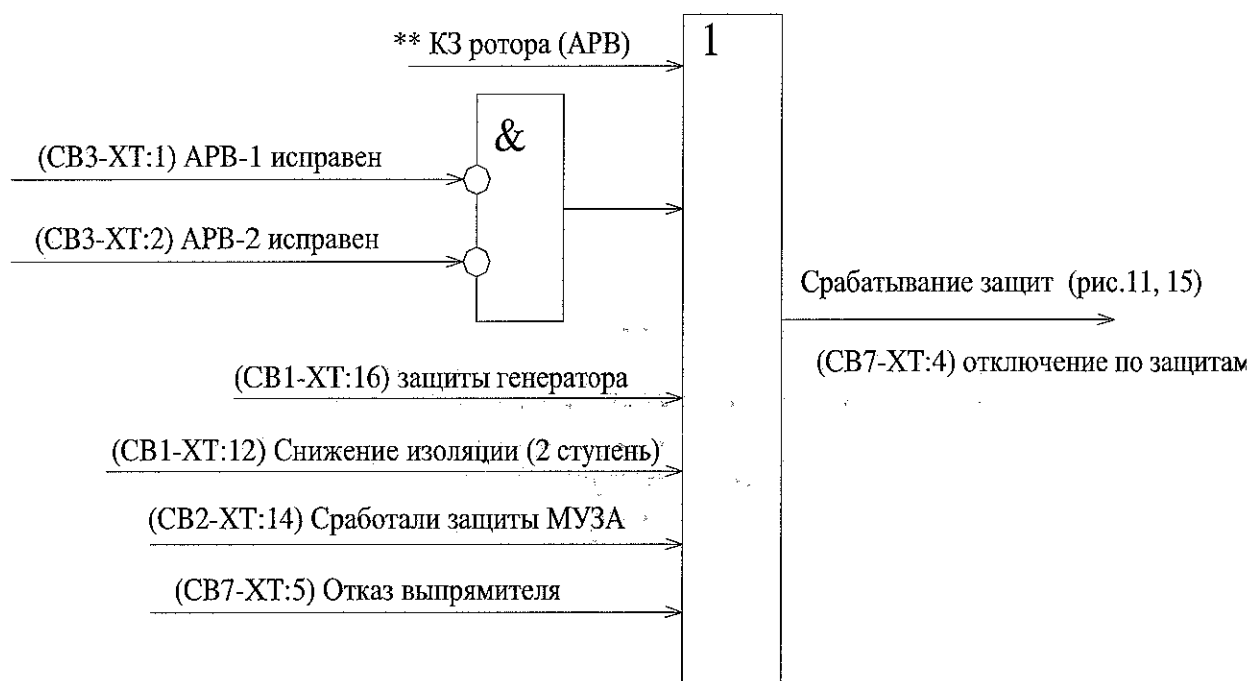 ** КЗ ротора (АРВ)
1
&
(СВ3-ХТ:1) АРВ-1 исправен
(СВ3-ХТ:2) АРВ-2 исправен
Срабатывание защит (рис.11, 15)
(СВ7-ХТ:4) отключение по защитам
(СВ1-ХТ:16) защиты генератора
(СВ1-ХТ:12) Снижение изоляции (2 ступень)
(СВ2-ХТ:14) Сработали защиты МУЗА
(СВ7-ХТ:5) Отказ выпрямителя